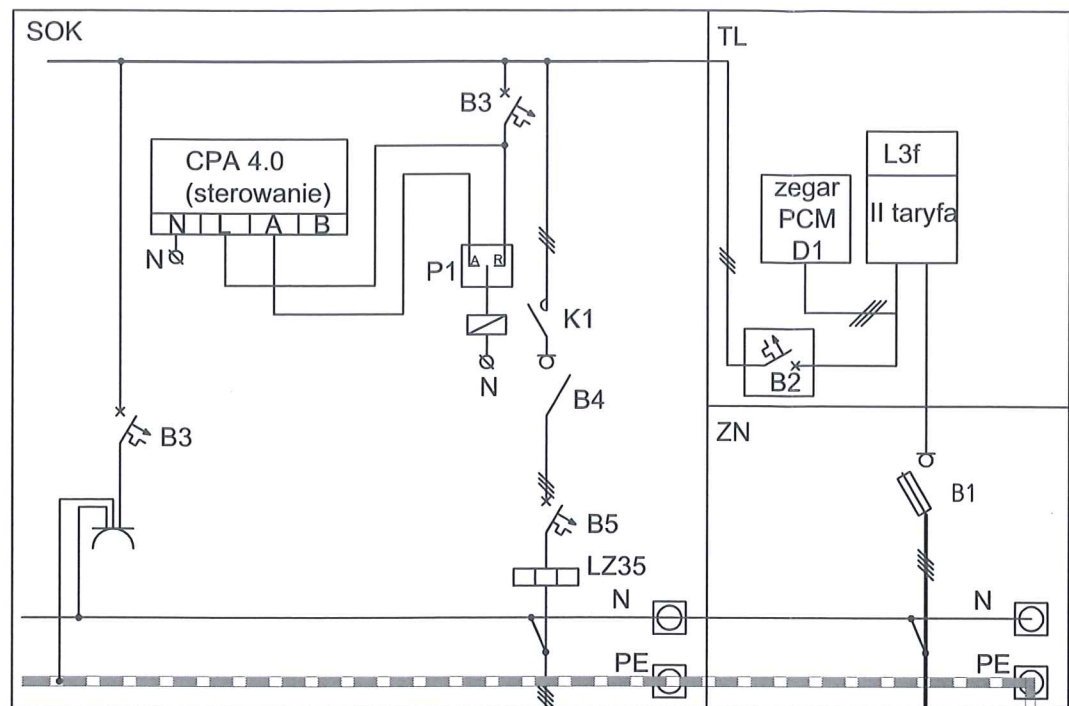 SOK
TL
B3
CPA 4.0
(sterowanie)
N L A B
N
P1
A R
N
K1
B4
B3
B5
LZ35
N
PE
L3f
II taryfa
zegar
PCM
D1
B2
ZN
B1
N
PE